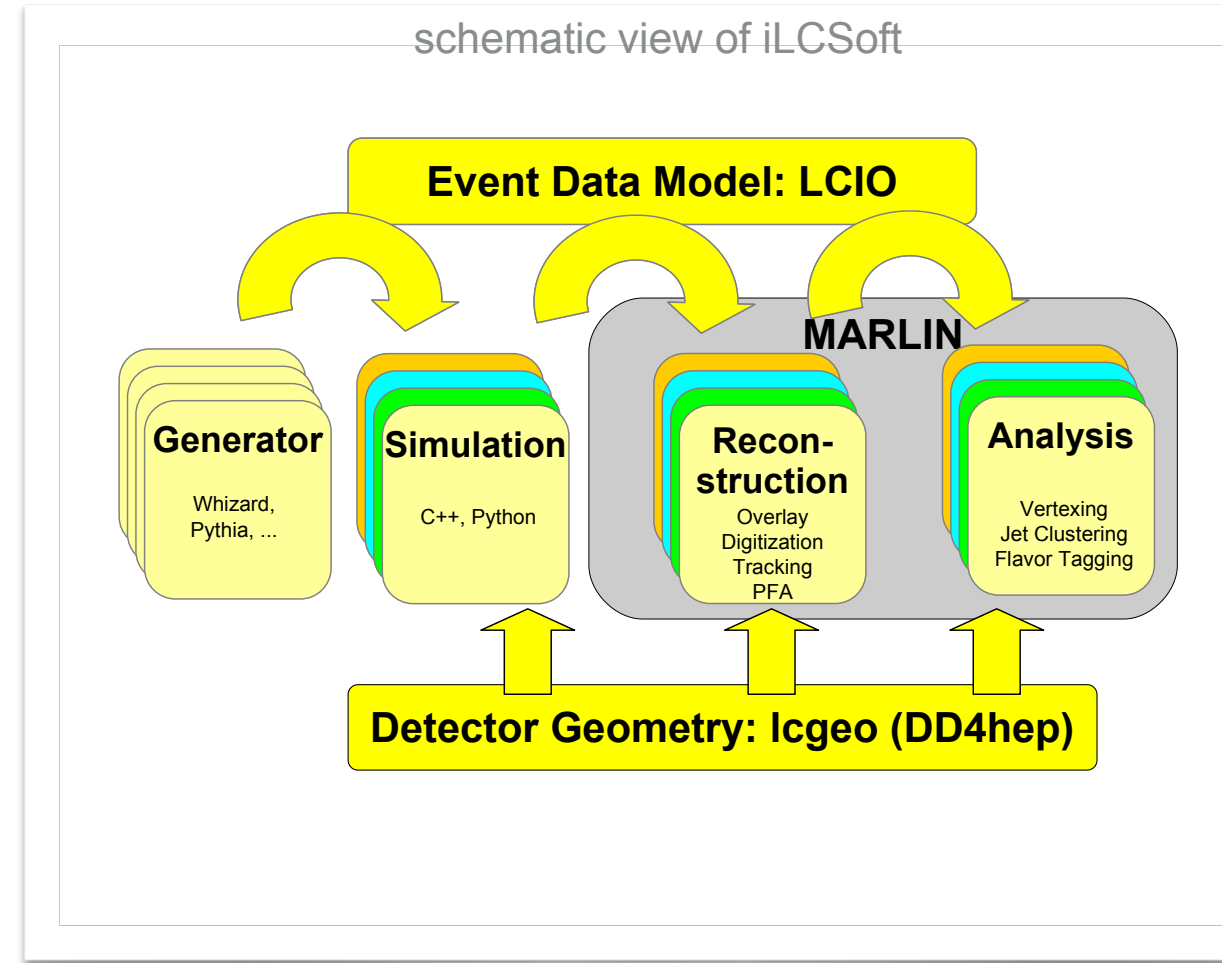 schematic view of iLCSoft
Event Data Model: LCIO
MARLIN
Generator
Whizard,
Pythia, ...
Simulation
C++, Python
Recon-
struction
Overlay
Digitization
Tracking
PFA
Analysis
Vertexing
Jet Clustering
Flavor Tagging
Detector Geometry: lcgeo (DD4hep)